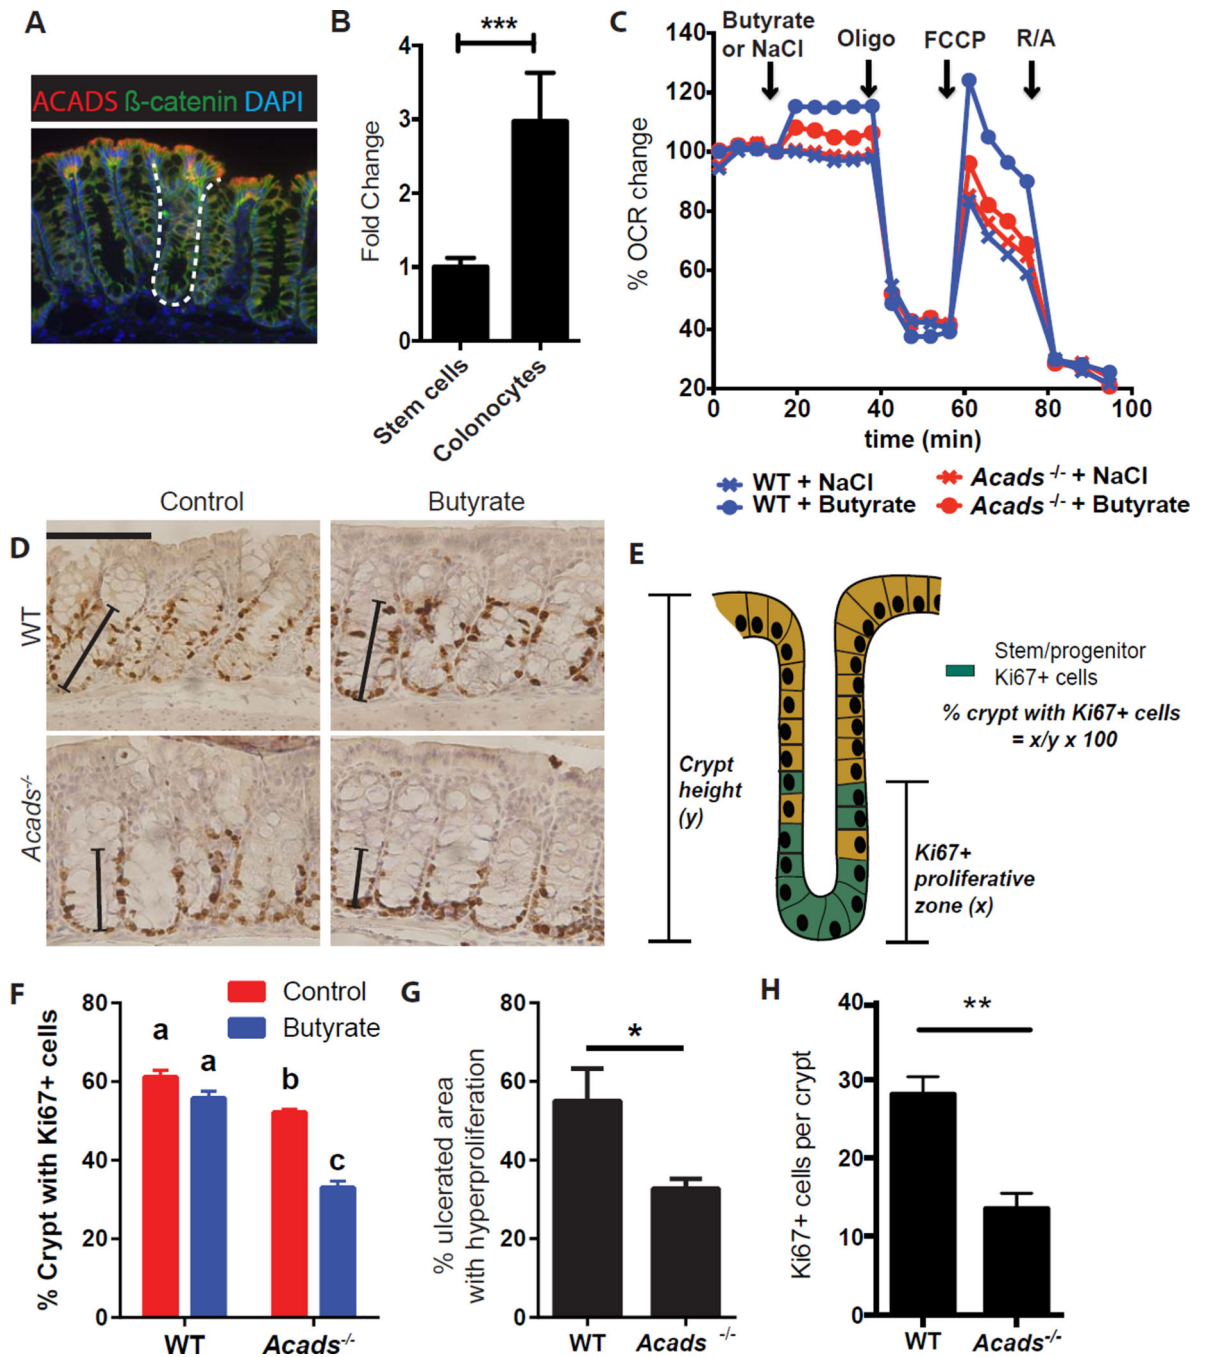 A
ACADS ß-catenin DAPI
B
***
Fold Change
4
3
2
1
0
Stem cells
Colonocytes
C
Butyrate
or NaCl
Oligo
FCCP
R/A
% OCR change
140
120
100
80
60
40
20
0
20
40
60
80
100
time (min)
WT + NaCl
WT + Butyrate
Acads -/- + NaCl
Acads -/- + Butyrate
D
Control
Butyrate
WT
Acads-/-
E
Crypt
height
(y)
Stem/progenitor
Ki67+ cells
% crypt with Ki67+ cells
= x/y x 100
Ki67+
proliferative
zone (x)
F
Control
Butyrate
% Crypt with Ki67+ cells
80
60
40
20
0
a
a
b
c
WT
Acads-/-
G
% ulcerated area
with hyperproliferation
80
60
40
20
0
*
WT
Acads -/-
H
Ki67+ cells per crypt
40
30
20
10
0
**
WT
Acads-/-